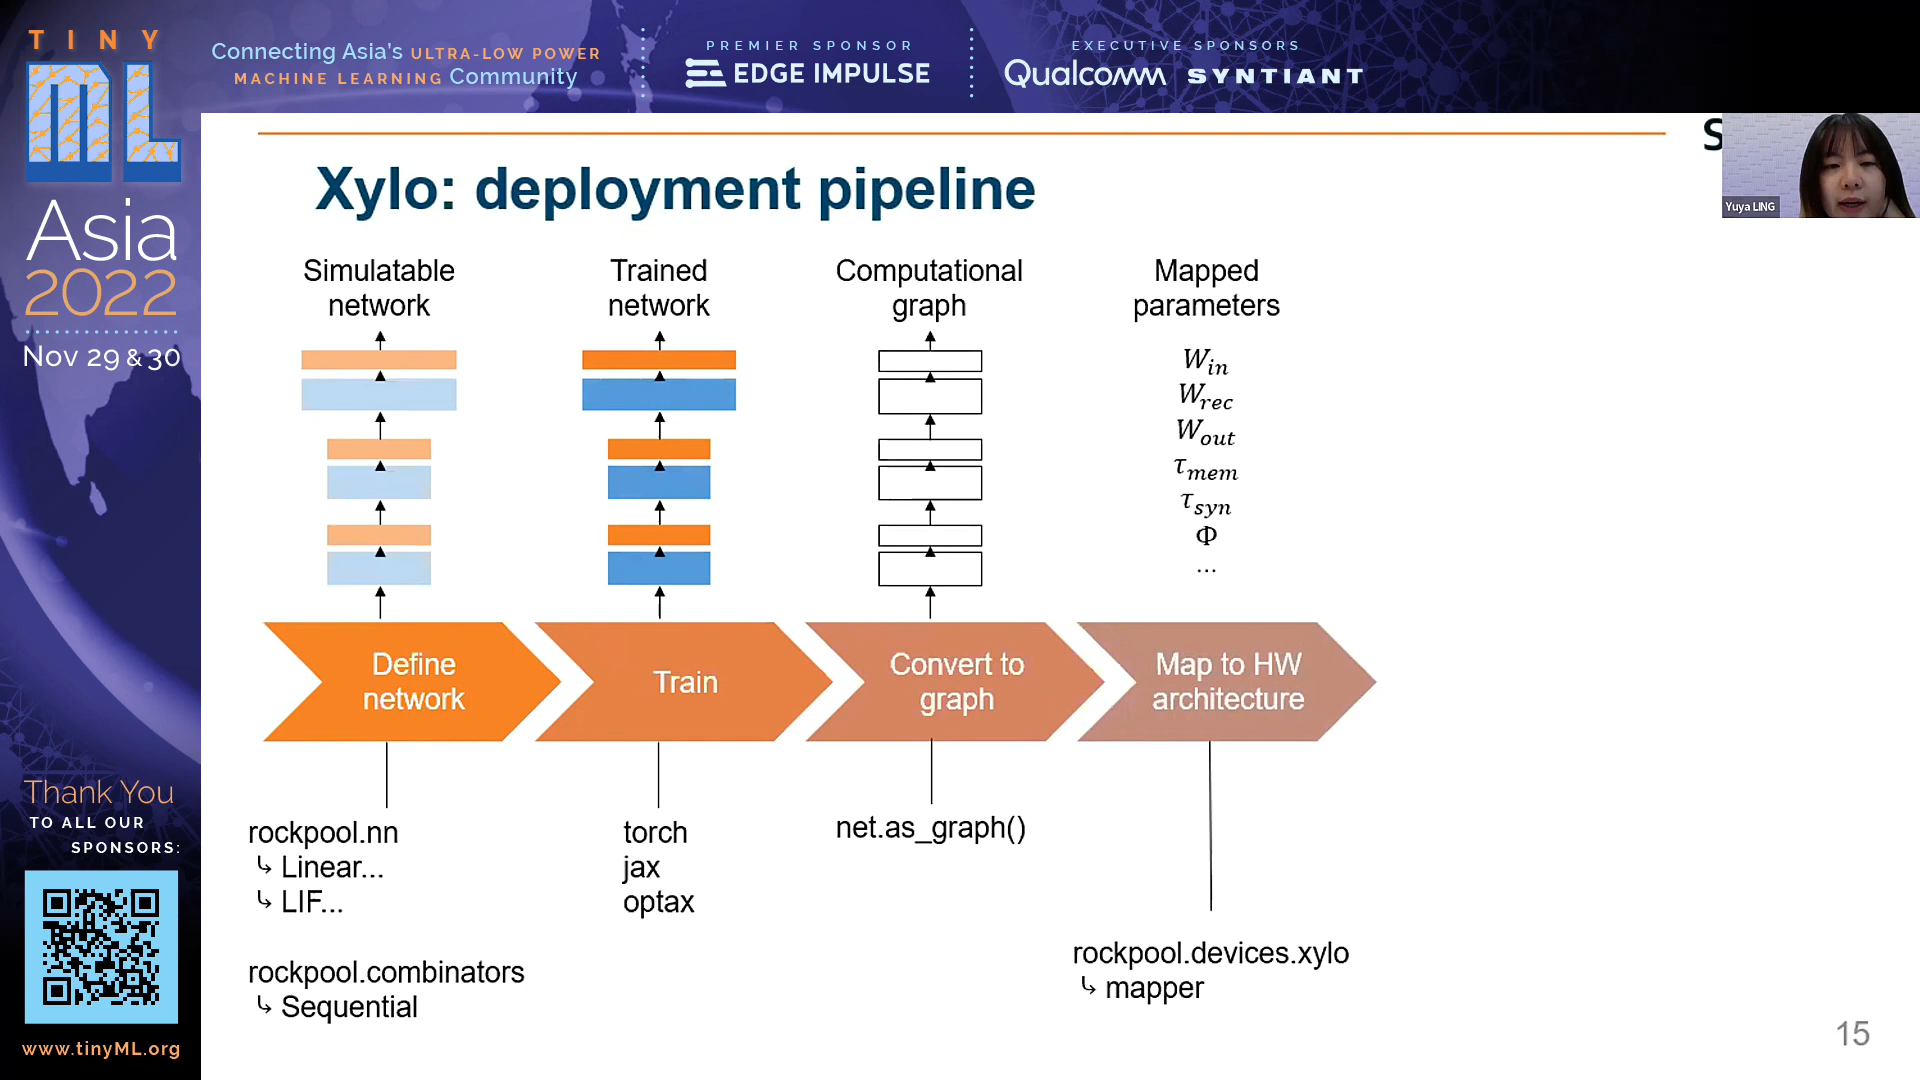 TINY
ML
Asia
2022
Nov 29 & 30
Connecting Asia's ULTRA-LOW POWER
MACHINE LEARNING Community
PREMIER SPONSOR
EDGE IMPULSE
EXECUTIVE SPONSORS
Qualcomm SYNTIANT
S
Yuya LING
Xylo: deployment pipeline
Simulatable
network
Trained
network
Computational
graph
Mapped
parameters
W_in
W_rec
W_out
τ_mem
τ_syn
Φ
...
Define
network
Train
Convert to
graph
Map to HW
architecture
rockpool.nn
↳ Linear...
↳ LIF...
rockpool.combinators
↳ Sequential
torch
jax
optax
net.as_graph()
rockpool.devices.xylo
↳ mapper
15
Thank You
TO ALL OUR
SPONSORS:
www.tinyML.org